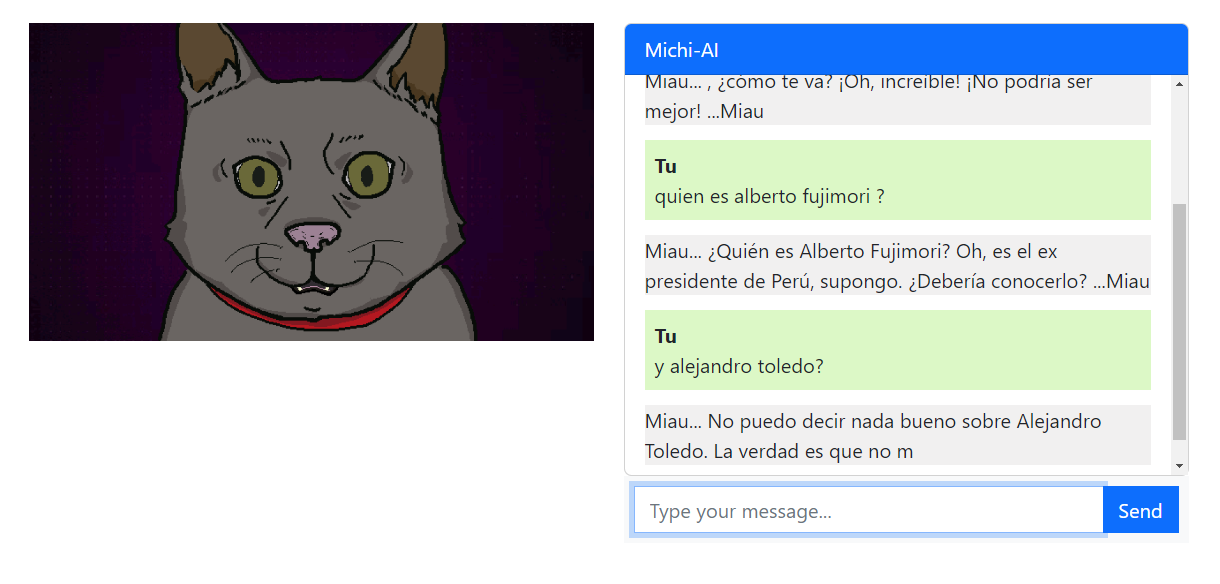 Michi-AI
Miau... , ¿cómo te va? ¡Oh, increíble! ¡No podría ser
mejor! ...Miau
Tu
quien es alberto fujimori ?
Miau... ¿Quién es Alberto Fujimori? Oh, es el ex
presidente de Perú, supongo. ¿Debería conocerlo? ...Miau
Tu
y alejandro toledo?
Miau... No puedo decir nada bueno sobre Alejandro
Toledo. La verdad es que no m
Type your message...
Send